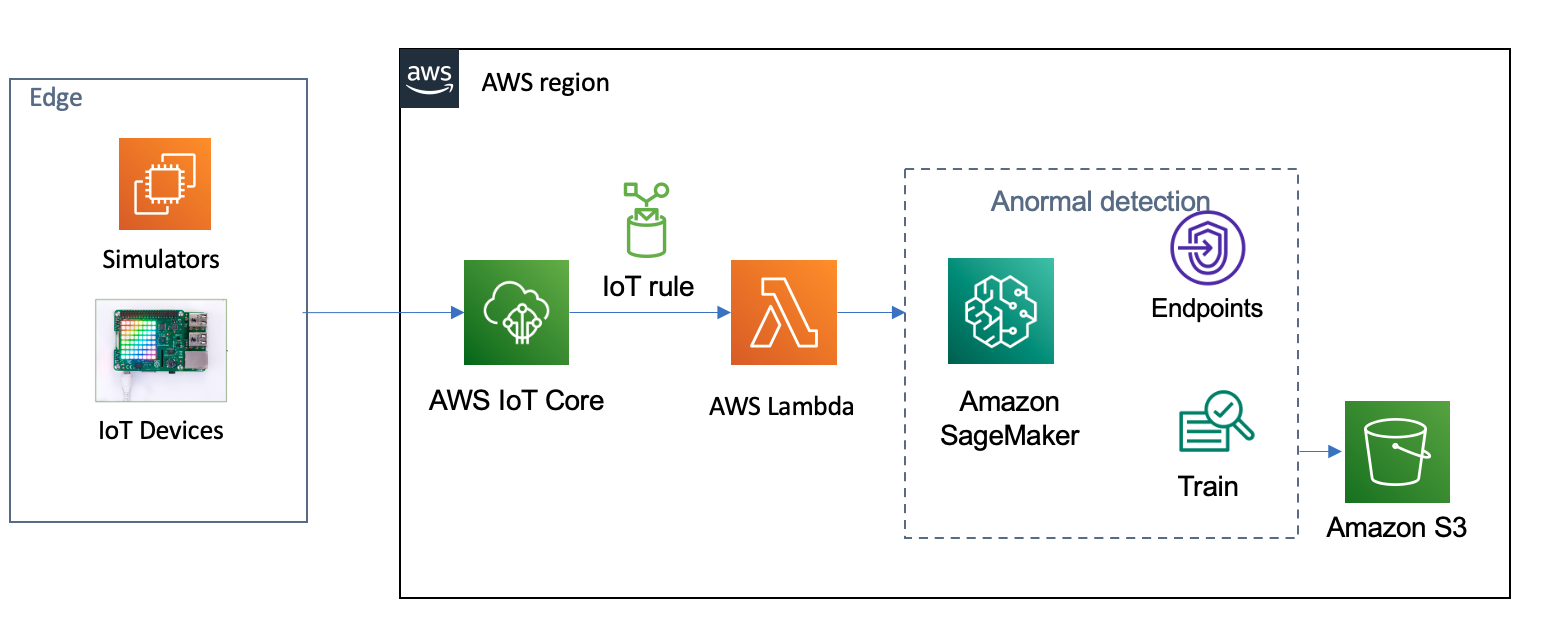 Edge
Simulators
IoT Devices
aws
AWS region
IoT rule
AWS IoT Core
AWS Lambda
Anormal detection
Amazon
SageMaker
Endpoints
Train
Amazon S3